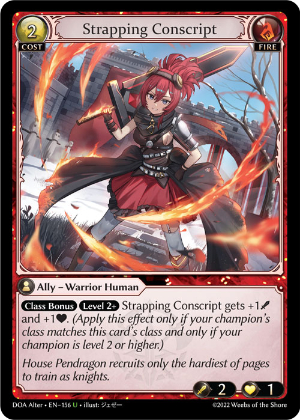 2 Strapping Conscript
COST FIRE
Ally – Warrior Human
Class Bonus Level 2+ Strapping Conscript gets +1
and +1. (Apply this effect only if your champion's
class matches this card's class and only if your
champion is level 2 or higher.)
House Pendragon recruits only the hardiest of pages
to train as knights.
2 1
DOA Alter • EN-156 U • illust: ジェゼー
©2022 Weebs of the Shore